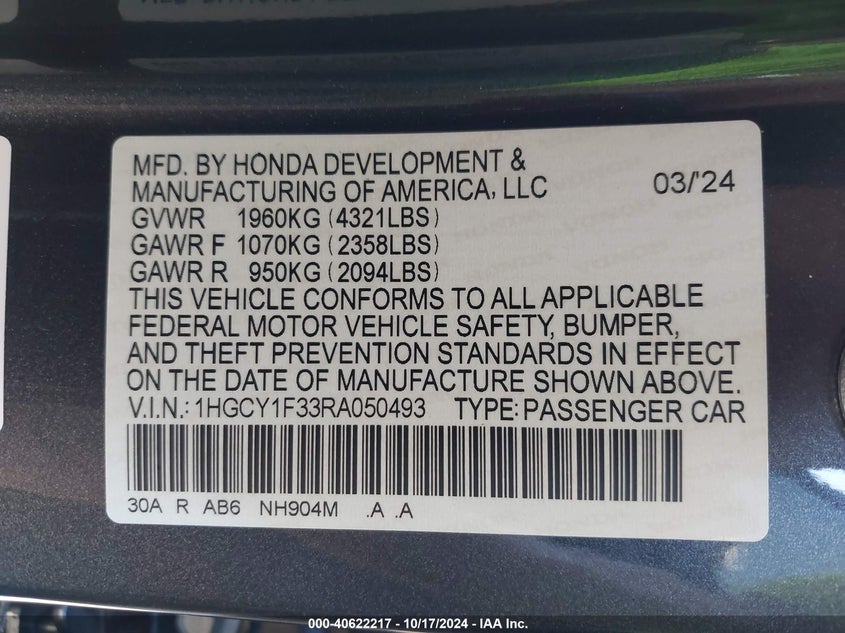 MFD. BY HONDA DEVELOPMENT &
MANUFACTURING OF AMERICA, LLC 03/'24
GVWR 1960KG (4321LBS)
GAWR F 1070KG (2358LBS)
GAWR R 950KG (2094LBS)
THIS VEHICLE CONFORMS TO ALL APPLICABLE
FEDERAL MOTOR VEHICLE SAFETY, BUMPER,
AND THEFT PREVENTION STANDARDS IN EFFECT
ON THE DATE OF MANUFACTURE SHOWN ABOVE.
V.I.N.: 1HGCY1F33RA050493 TYPE: PASSENGER CAR
30A R AB6 NH904M .A .A
000-40622217 - 10/17/2024 - IAA Inc.